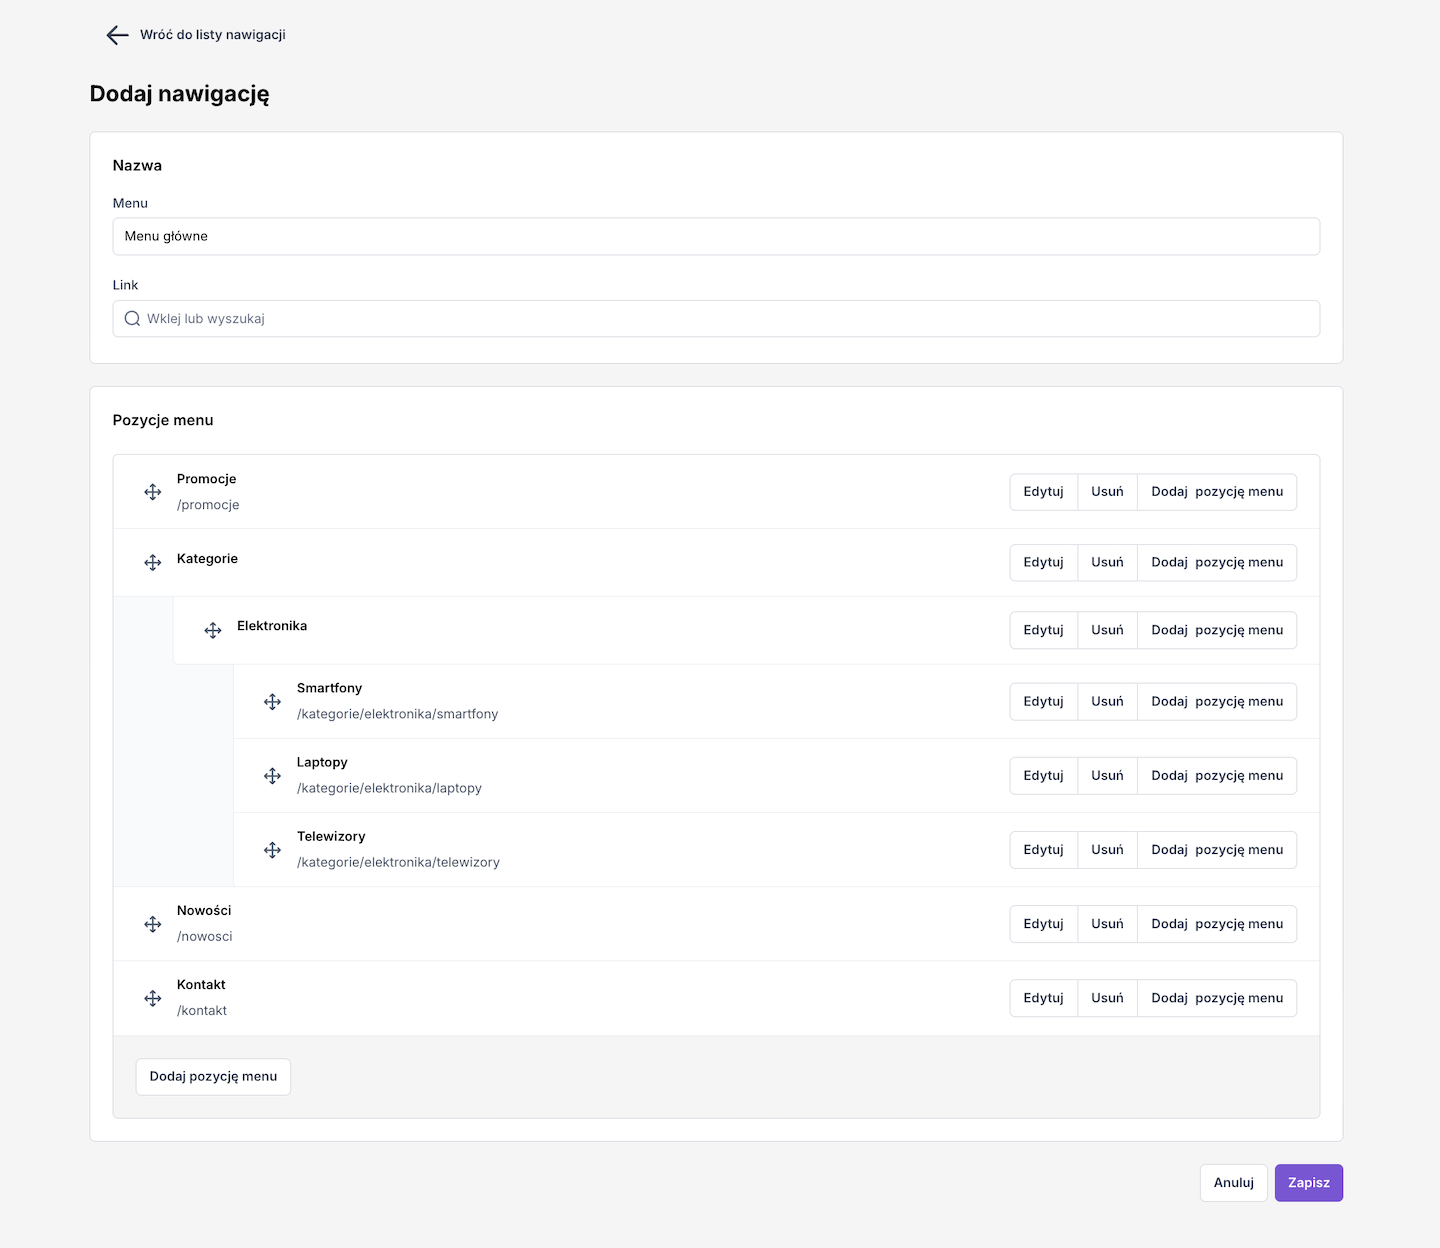 Wróć do listy nawigacji
Dodaj nawigację
Nazwa
Menu
Menu główne
Link
Wklej lub wyszukaj
Pozycje menu
Promocje
/promocje
Edytuj Usuń Dodaj pozycję menu
Kategorie
Edytuj Usuń Dodaj pozycję menu
Elektronika
Edytuj Usuń Dodaj pozycję menu
Smartfony
/kategorie/elektronika/smartfony
Edytuj Usuń Dodaj pozycję menu
Laptopy
/kategorie/elektronika/laptopy
Edytuj Usuń Dodaj pozycję menu
Telewizory
/kategorie/elektronika/telewizory
Edytuj Usuń Dodaj pozycję menu
Nowości
/nowosci
Edytuj Usuń Dodaj pozycję menu
Kontakt
/kontakt
Edytuj Usuń Dodaj pozycję menu
Dodaj pozycję menu
Anuluj Zapisz